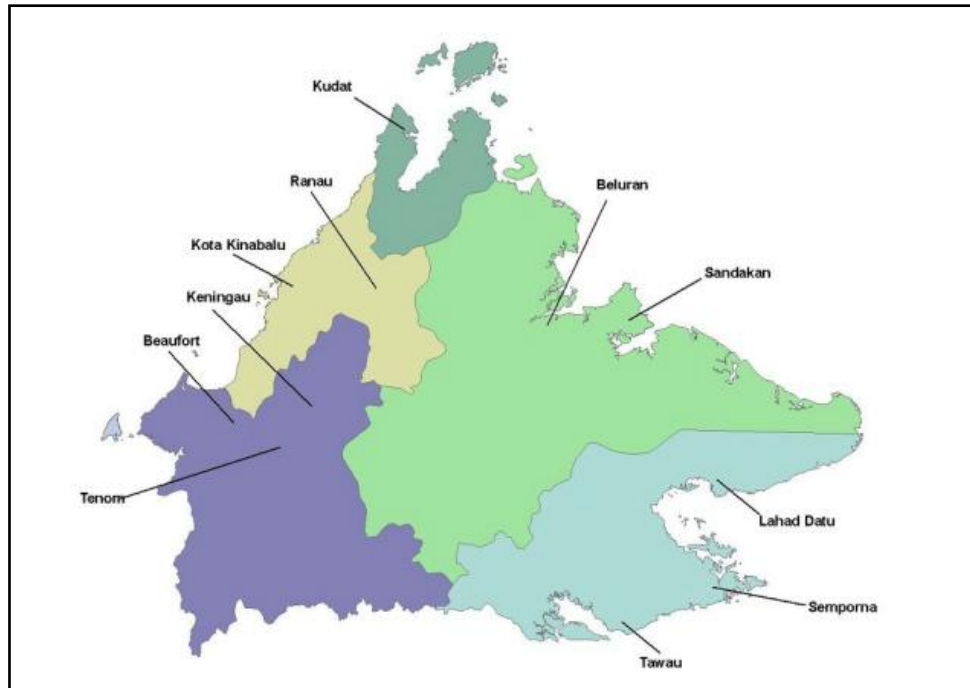 Kudat
Ranau
Beluran
Kota Kinabalu
Sandakan
Keningau
Beaufort
Tenom
Lahad Datu
Semporna
Tawau